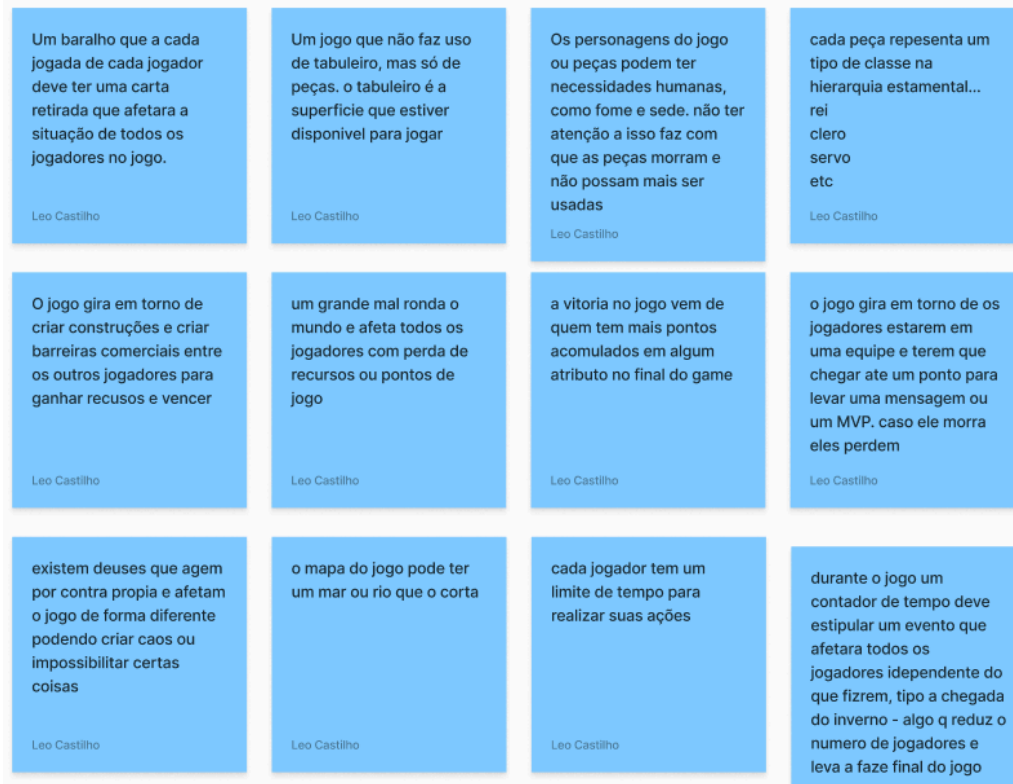 Um baralho que a cada
jogada de cada jogador
deve ter uma carta
retirada que afetara a
situação de todos os
jogadores no jogo.
Leo Castilho
Um jogo que não faz uso
de tabuleiro, mas só de
peças. o tabuleiro é a
superficie que estiver
disponivel para jogar
Leo Castilho
Os personagens do jogo
ou peças podem ter
necessidades humanas,
como fome e sede. não ter
atenção a isso faz com
que as peças morram e
não possam mais ser
usadas
Leo Castilho
cada peça repesenta um
tipo de classe na
hierarquia estamental...
rei
clero
servo
etc
Leo Castilho
O jogo gira em torno de
criar construções e criar
barreiras comerciais entre
os outros jogadores para
ganhar recusos e vencer
Leo Castilho
um grande mal ronda o
mundo e afeta todos os
jogadores com perda de
recursos ou pontos de
jogo
Leo Castilho
a vitoria no jogo vem de
quem tem mais pontos
acomulados em algum
atributo no final do game
Leo Castilho
o jogo gira em torno de os
jogadores estarem em
uma equipe e terem que
chegar ate um ponto para
levar uma mensagem ou
um MVP. caso ele morra
eles perdem
Leo Castilho
existem deuses que agem
por contra propia e afetam
o jogo de forma diferente
podendo criar caos ou
impossibilitar certas
coisas
Leo Castilho
o mapa do jogo pode ter
um mar ou rio que o corta
Leo Castilho
cada jogador tem um
limite de tempo para
realizar suas ações
Leo Castilho
durante o jogo um
contador de tempo deve
estipular um evento que
afetara todos os
jogadores idependente do
que fizrem, tipo a chegada
do inverno - algo q reduz o
numero de jogadores e
leva a faze final do jogo